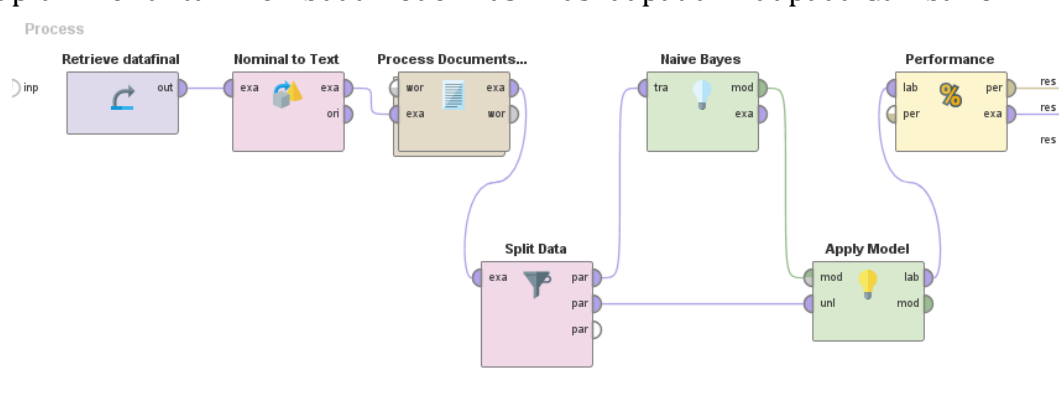 Process
Retrieve datafinal
Nominal to Text
Process Documents...
Naive Bayes
Performance
inp
out
exa
exa
ori
wor
exa
exa
wor
tra
mod
exa
lab
per
per
exa
res
res
res
Split Data
Apply Model
exa
par
par
par
mod
unl
lab
mod
%